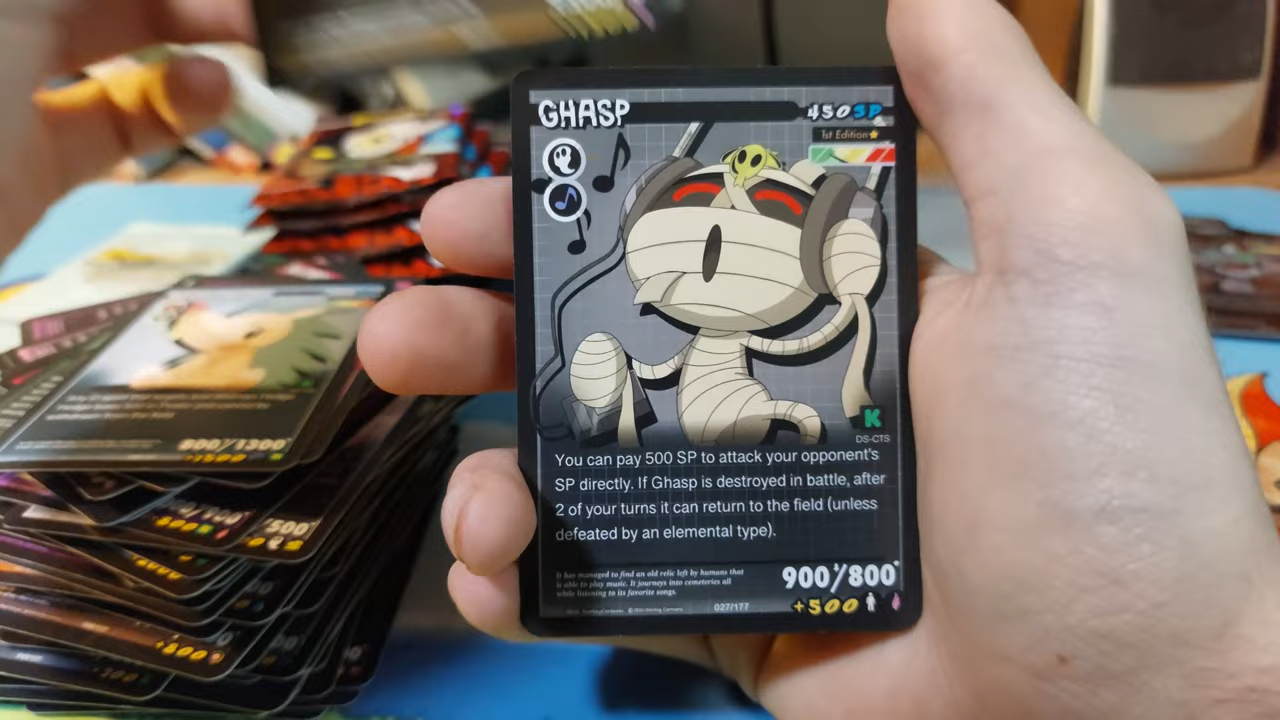 GHASP
450SP
1st Edition
K
DS-CTS
You can pay 500 SP to attack your opponent's
SP directly. If Ghasp is destroyed in battle, after
2 of your turns it can return to the field (unless
defeated by an elemental type).
It has managed to find an old relic left by humans that
is able to play music. It journeys into cemeteries all
while listening to its favorite songs.
900/800
027/177
+500
800/1300
+1500
500
+600